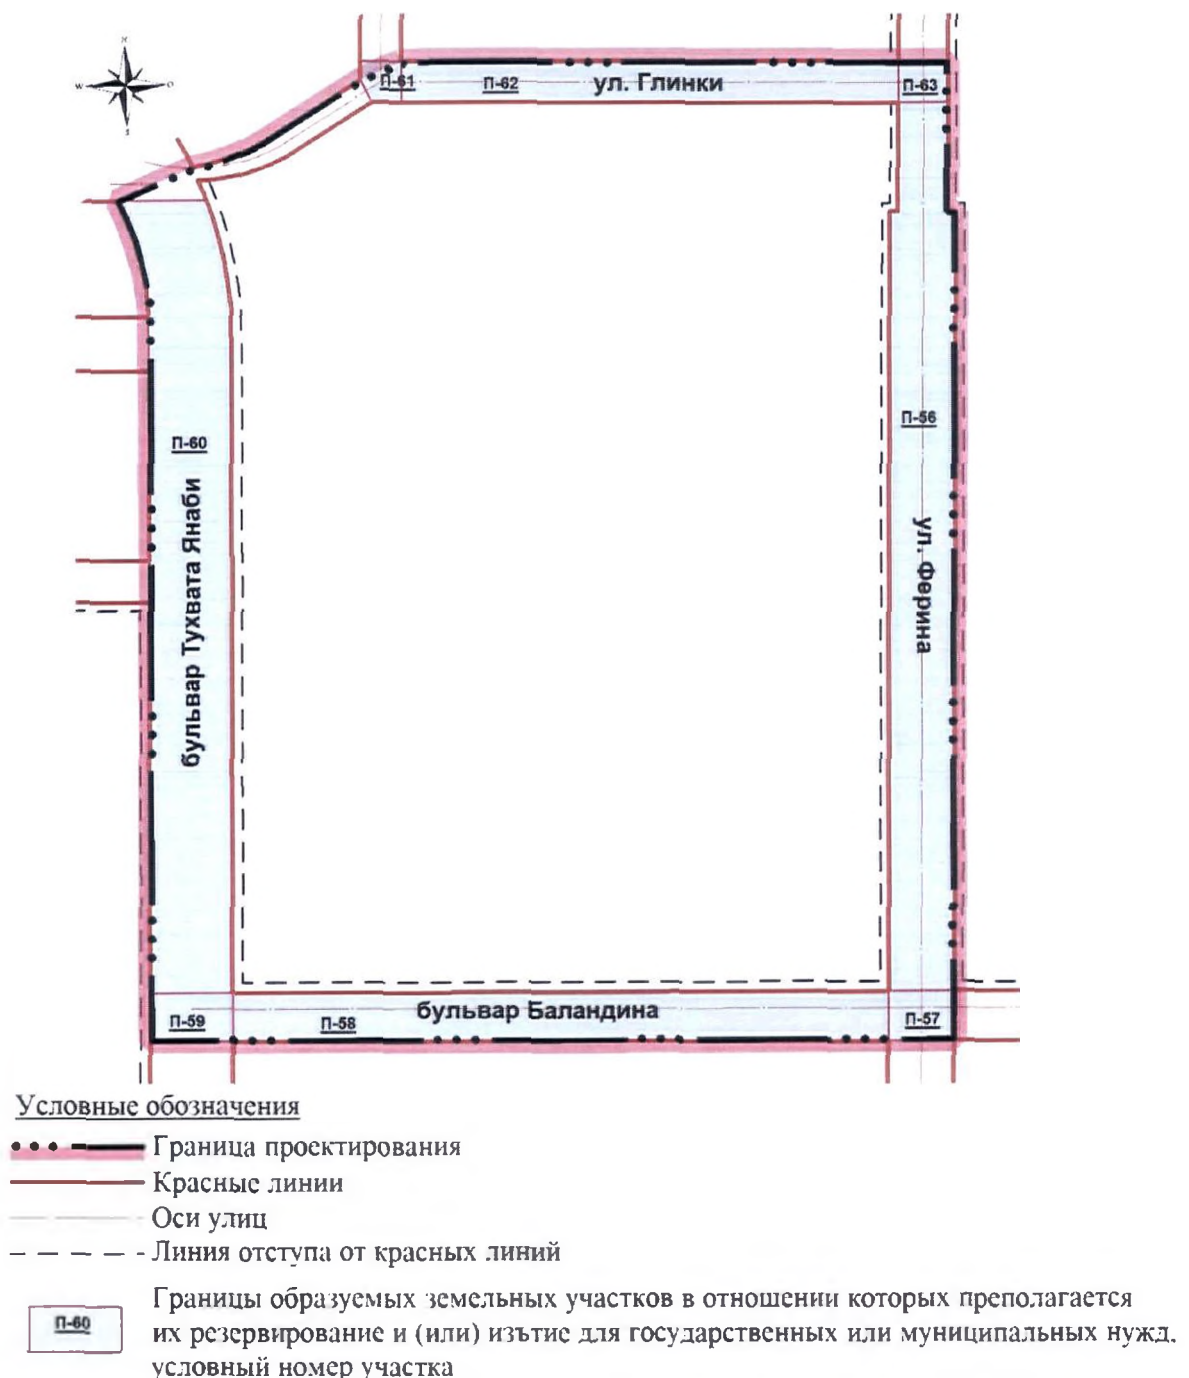 N
W
O
S
П-61
П-62
ул. Глинки
П-63
П-56
П-60
бульвар Тухвата Янаби
ул. Ферина
бульвар Баландина
П-59
П-58
П-57
Условные обозначения
Граница проектирования
Красные линии
Оси улиц
Линия отступа от красных линий
П-60
Границы образуемых земельных участков в отношении которых преполагается
их резервирование и (или) изътие для государственных или муниципальных нужд,
условный номер участка